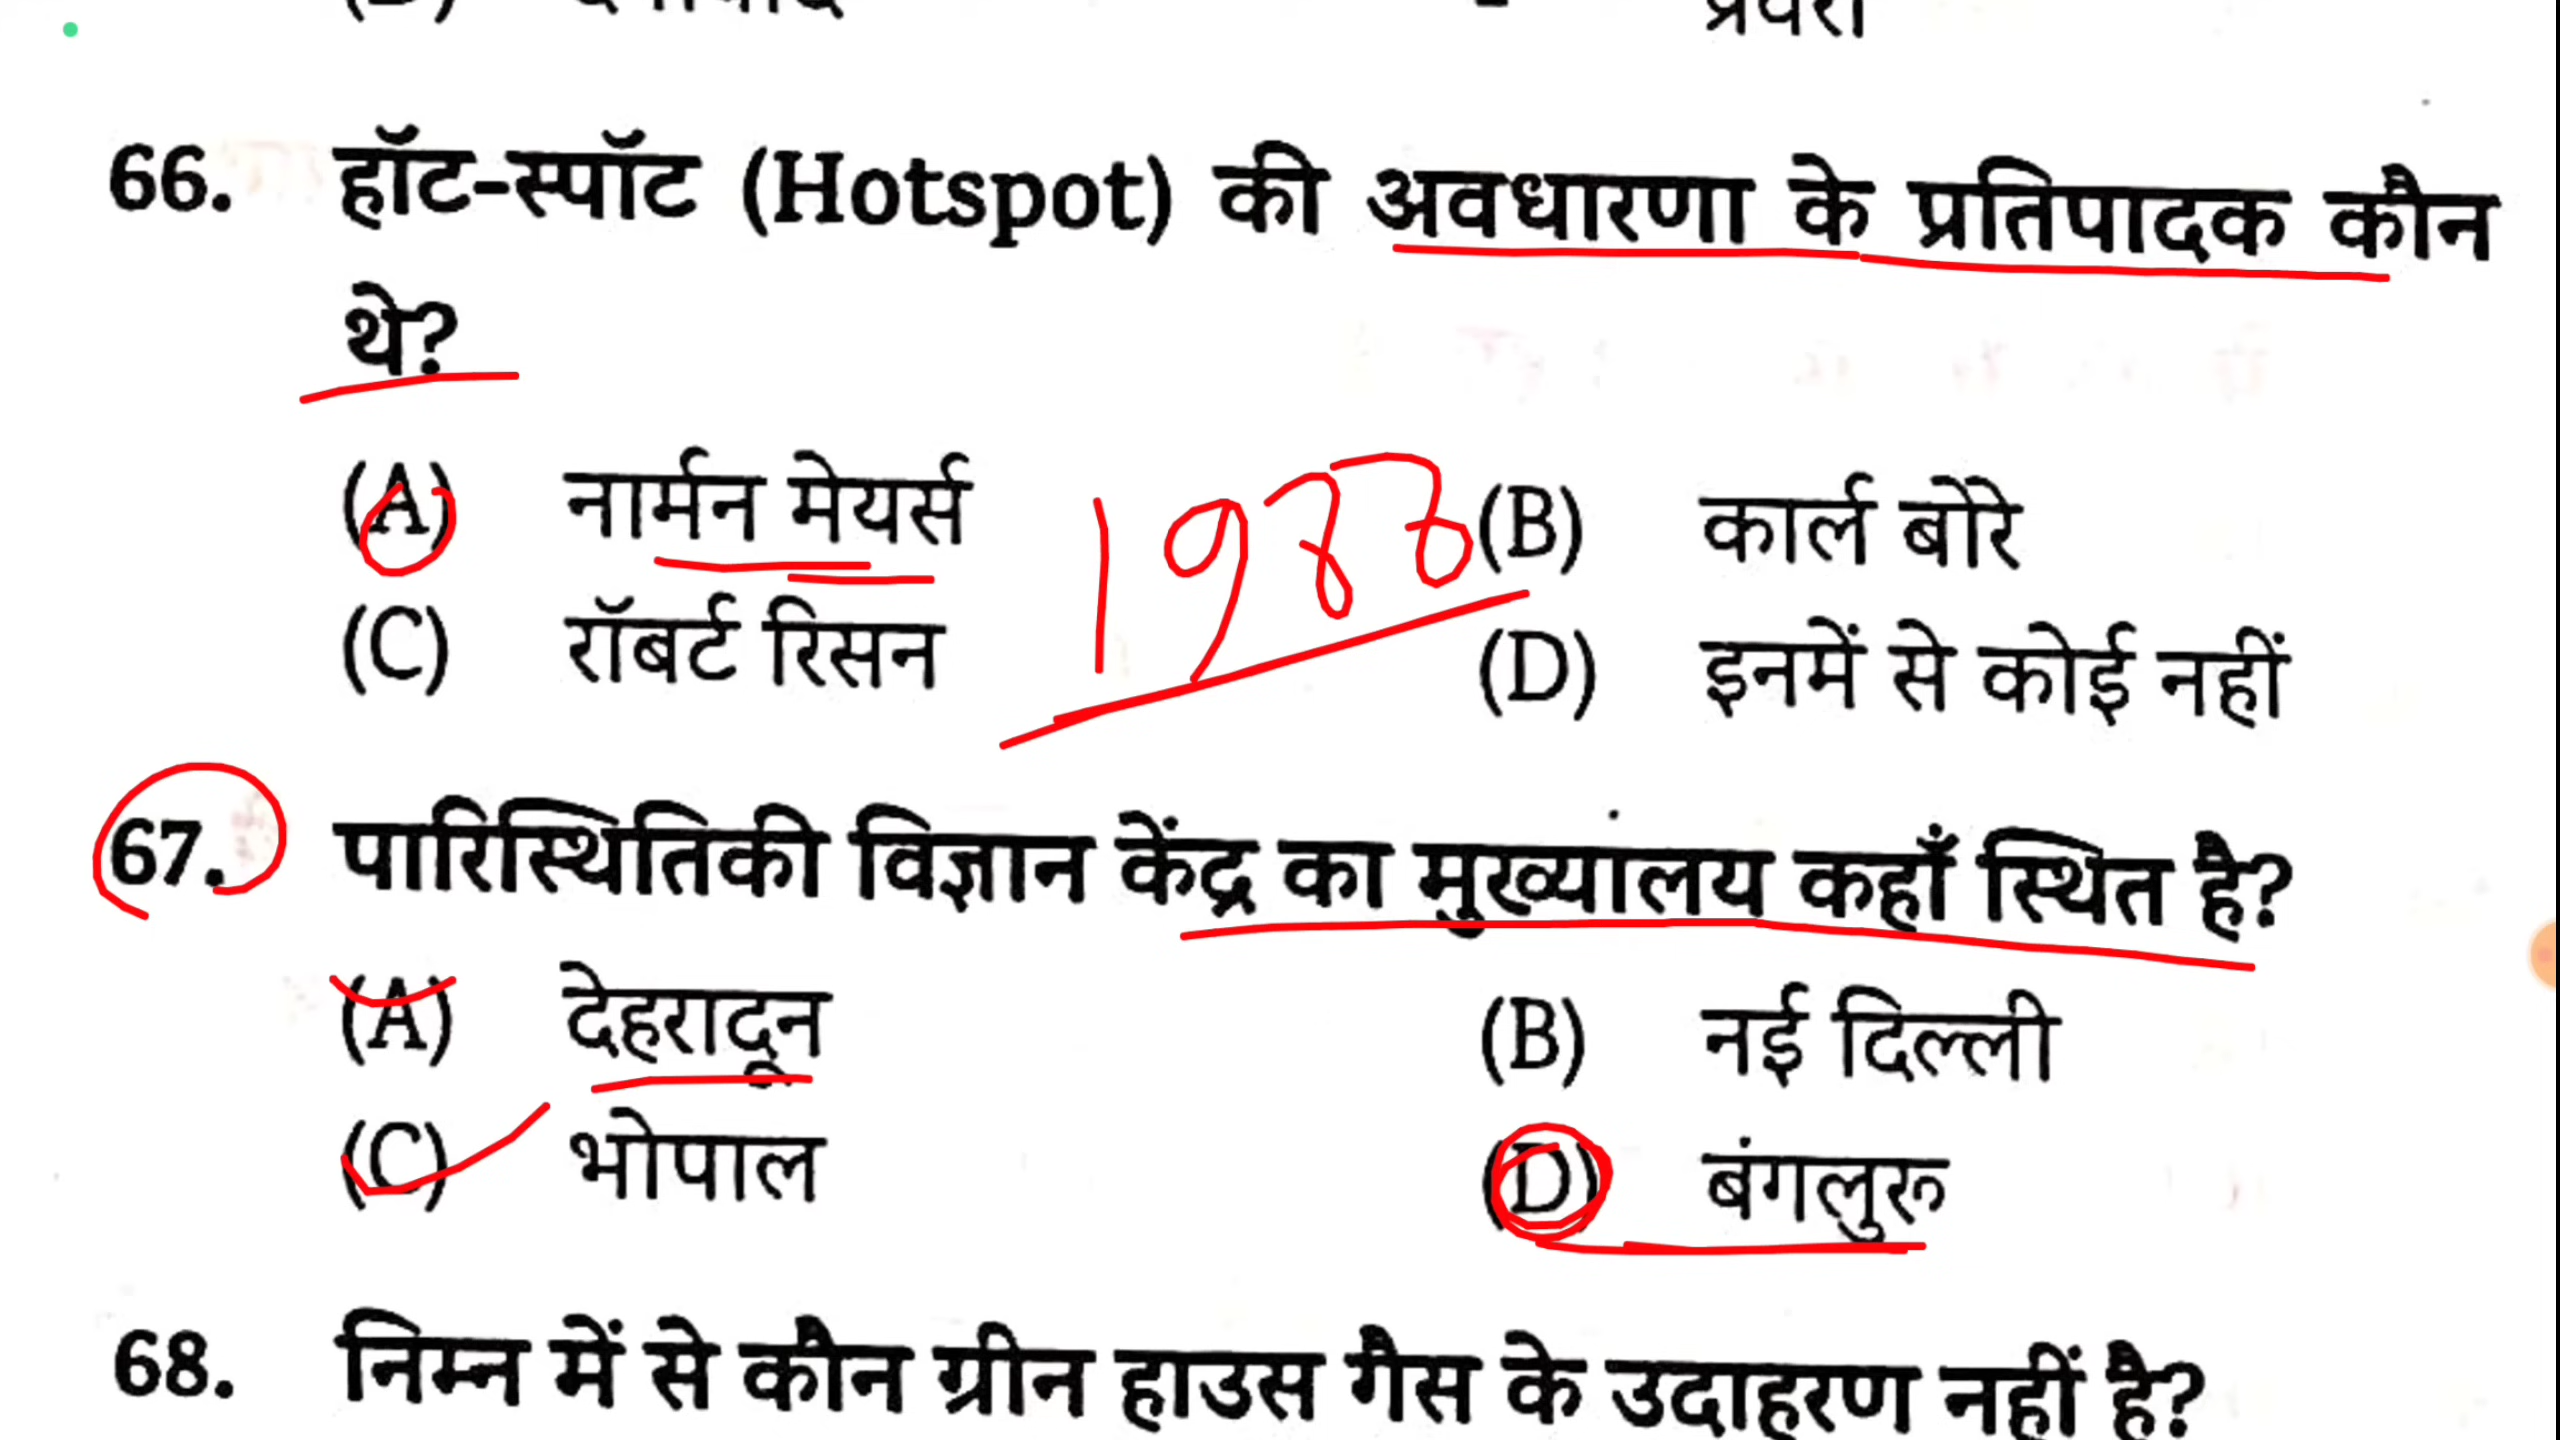 66. हॉट-स्पॉट (Hotspot) की अवधारणा के प्रतिपादक कौन
थे?
(A) नार्मन मेयर्स (B) कार्ल बोरे
1988
(C) रॉबर्ट रिसन (D) इनमें से कोई नहीं
67. पारिस्थितिकी विज्ञान केंद्र का मुख्यालय कहाँ स्थित है?
(A) देहरादून (B) नई दिल्ली
(C) भोपाल (D) बंगलुरू
68. निम्न में से कौन ग्रीन हाउस गैस के उदाहरण नहीं है?